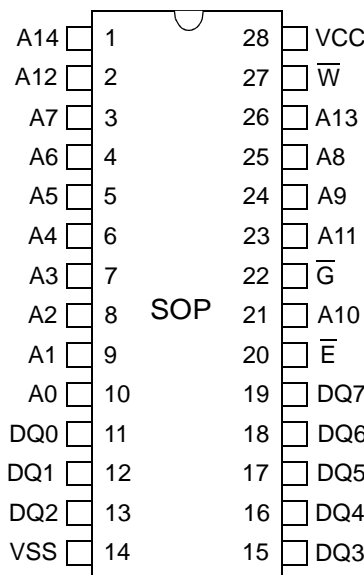 A14 1 28 VCC
A12 2 27 W̅
A7 3 26 A13
A6 4 25 A8
A5 5 24 A9
A4 6 23 A11
A3 7 22 G̅
A2 8 SOP 21 A10
A1 9 20 E̅
A0 10 19 DQ7
DQ0 11 18 DQ6
DQ1 12 17 DQ5
DQ2 13 16 DQ4
VSS 14 15 DQ3